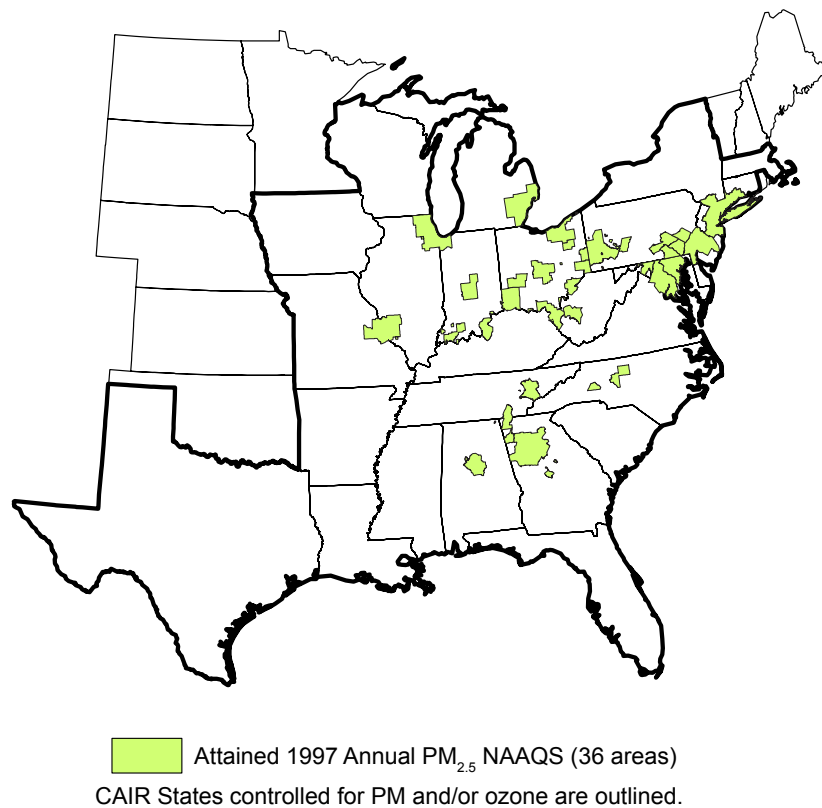 Attained 1997 Annual PM2.5 NAAQS (36 areas)
CAIR States controlled for PM and/or ozone are outlined.